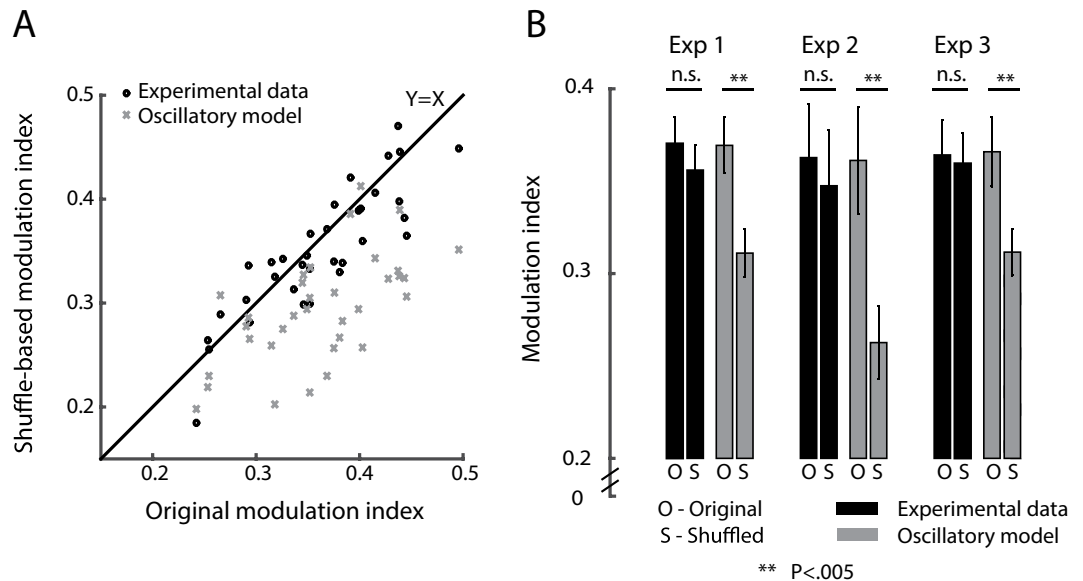 A
Shuffle-based modulation index
0.5
0.4
0.3
0.2
Experimental data
Oscillatory model
Y=X
0.2 0.3 0.4 0.5
Original modulation index
B
Exp 1 Exp 2 Exp 3
n.s. ** n.s. ** n.s. **
Modulation index
0.4
0.3
0.2
0
O S O S O S O S O S O S
O - Original
S - Shuffled
Experimental data
Oscillatory model
** P<.005